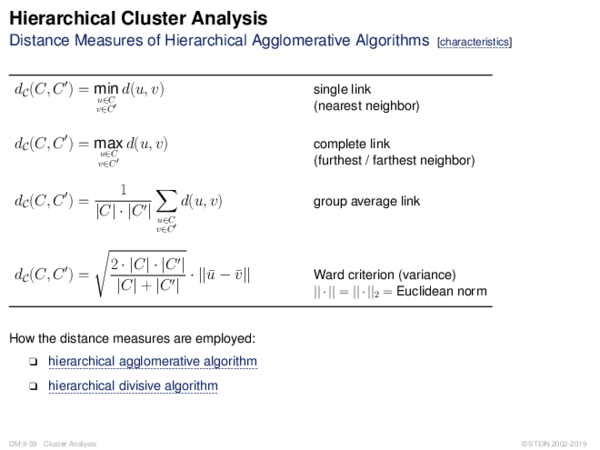 Hierarchical Cluster Analysis
Distance Measures of Hierarchical Agglomerative Algorithms [characteristics]
d_𝒞(C, C′) = min_{u∈C, v∈C′} d(u, v) single link
(nearest neighbor)
d_𝒞(C, C′) = max_{u∈C, v∈C′} d(u, v) complete link
(furthest / farthest neighbor)
d_𝒞(C, C′) = 1/(|C| · |C′|) ∑_{u∈C, v∈C′} d(u, v) group average link
d_𝒞(C, C′) = √(2 · |C| · |C′| / (|C| + |C′|)) · ||ū − v̄|| Ward criterion (variance)
|| · || = || · ||₂ = Euclidean norm
How the distance measures are employed:
❑ hierarchical agglomerative algorithm
❑ hierarchical divisive algorithm
DM:II-39 Cluster Analysis © STEIN 2002-2019